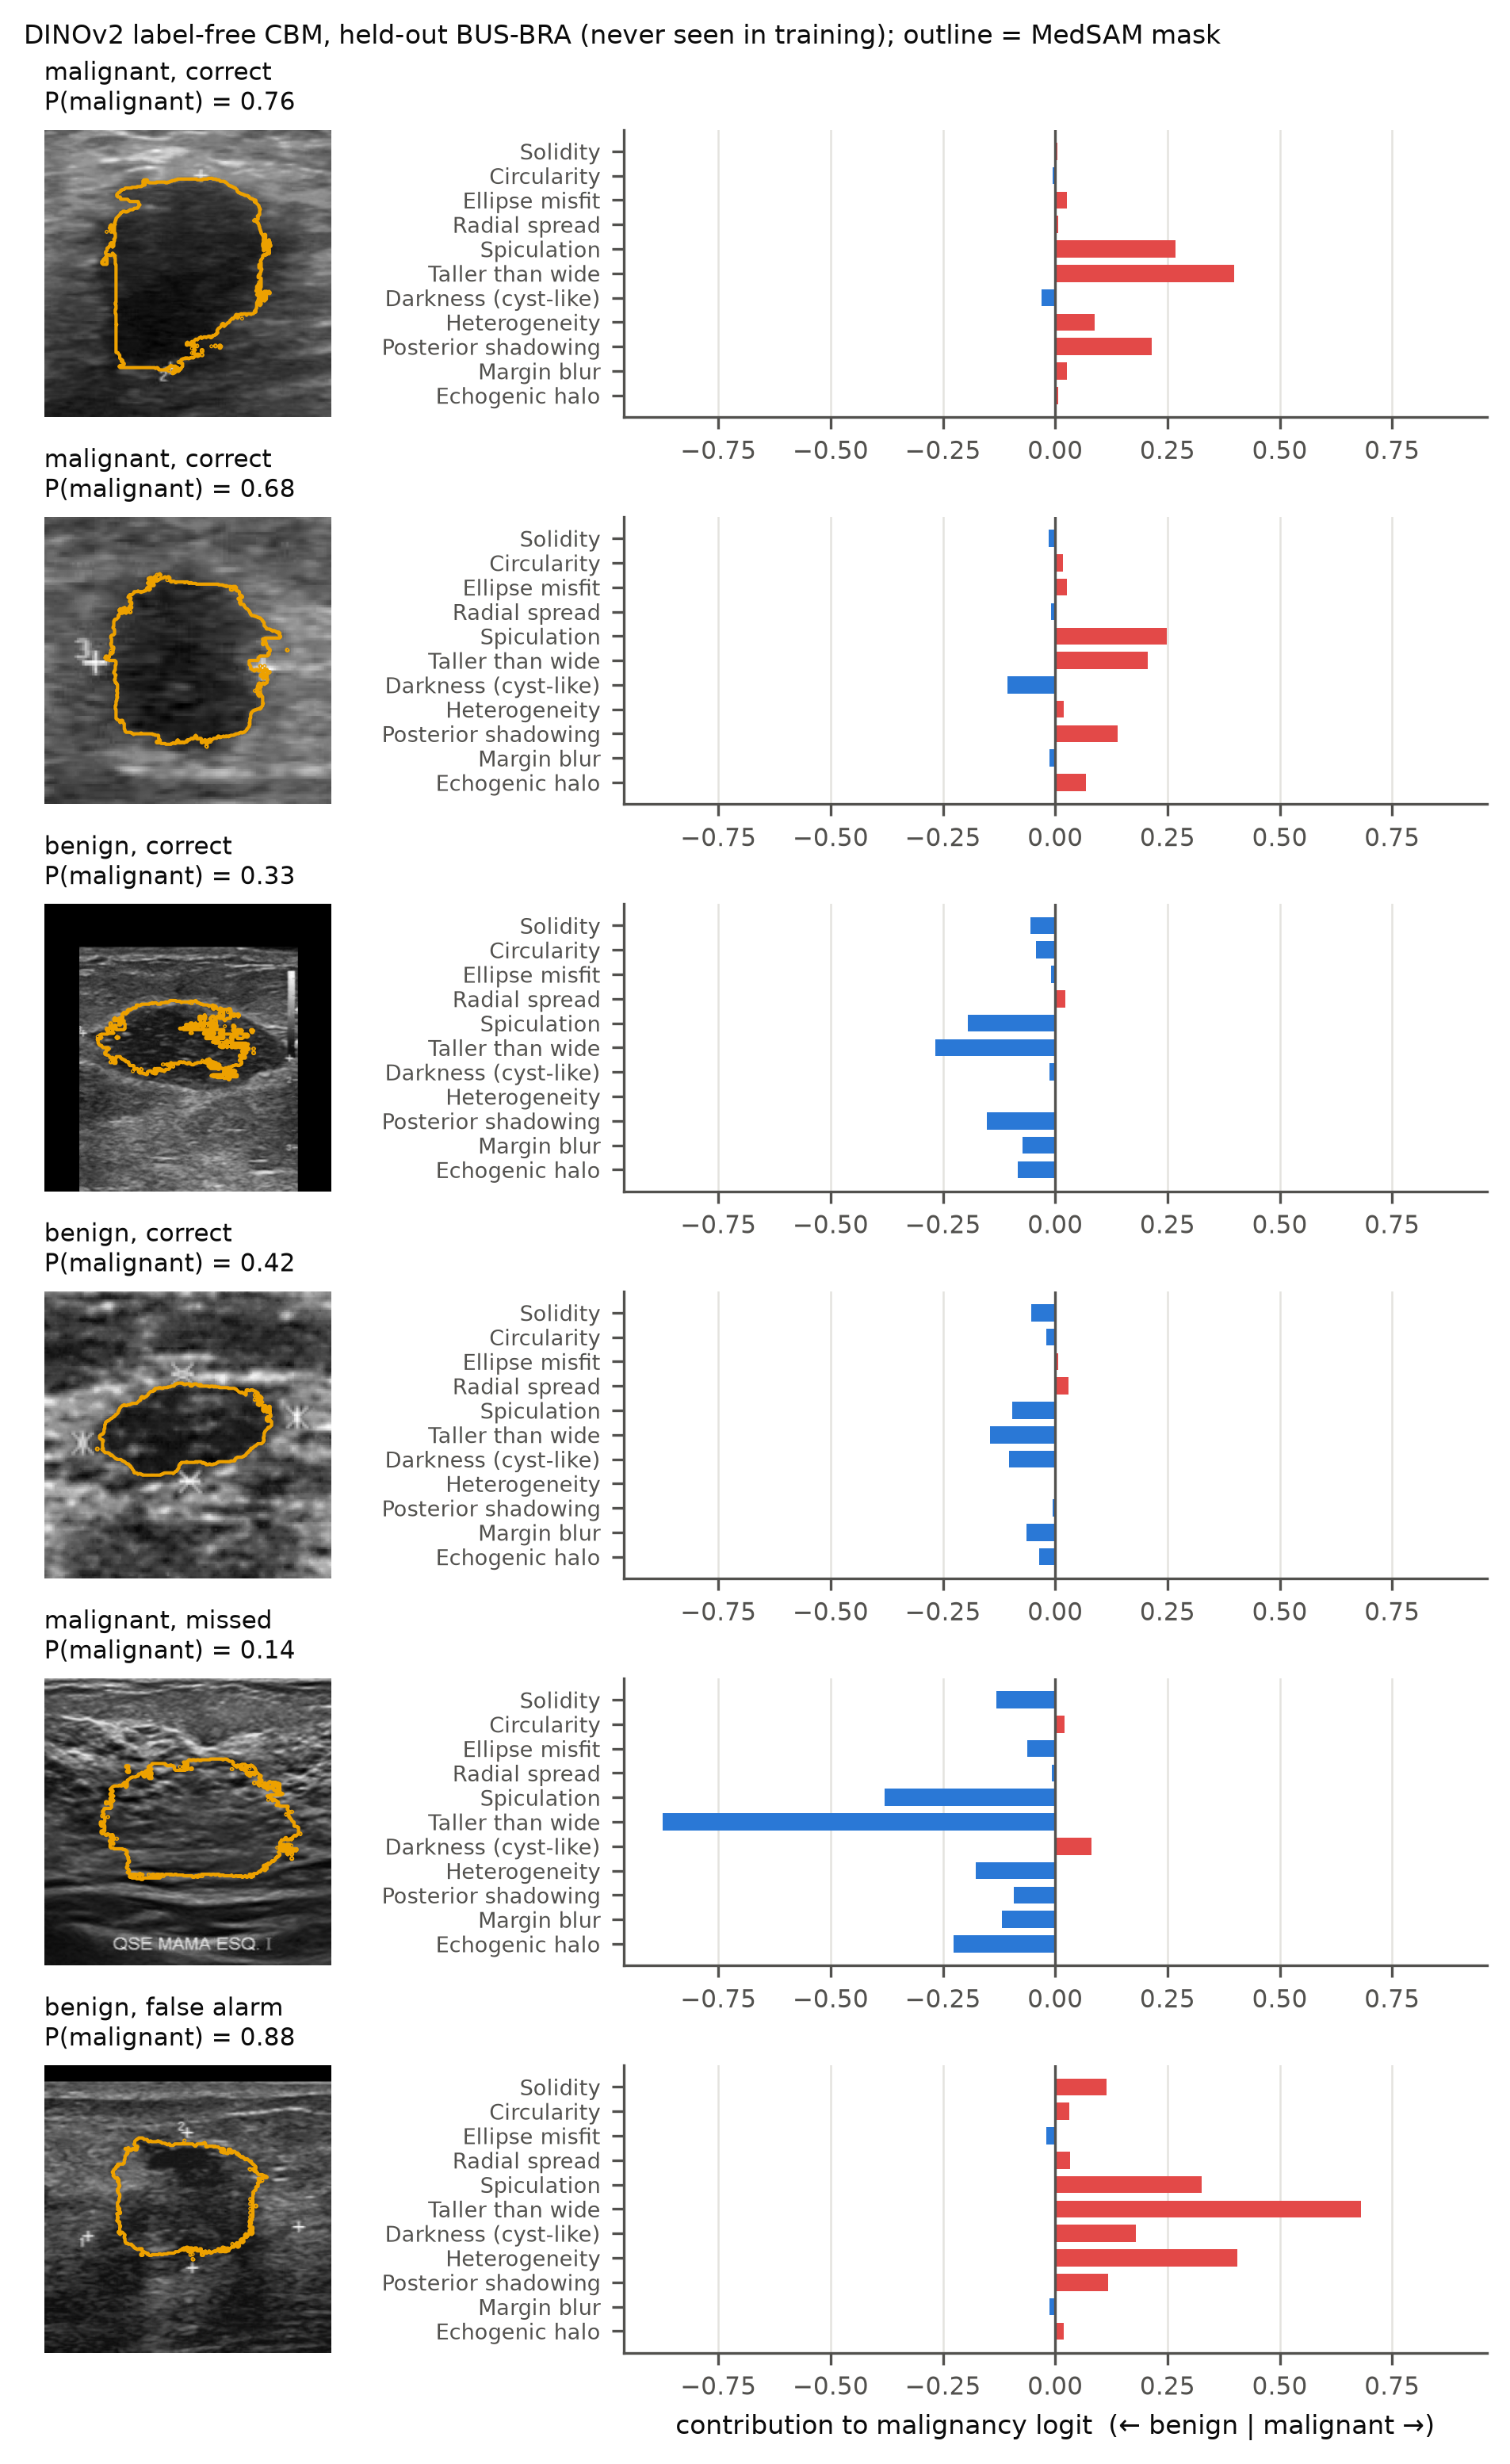 DINOv2 label-free CBM, held-out BUS-BRA (never seen in training); outline = MedSAM mask
malignant, correct
P(malignant) = 0.76
2
Solidity
Circularity
Ellipse misfit
Radial spread
Spiculation
Taller than wide
Darkness (cyst-like)
Heterogeneity
Posterior shadowing
Margin blur
Echogenic halo
−0.75 −0.50 −0.25 0.00 0.25 0.50 0.75
malignant, correct
P(malignant) = 0.68
Solidity
Circularity
Ellipse misfit
Radial spread
Spiculation
Taller than wide
Darkness (cyst-like)
Heterogeneity
Posterior shadowing
Margin blur
Echogenic halo
−0.75 −0.50 −0.25 0.00 0.25 0.50 0.75
benign, correct
P(malignant) = 0.33
Solidity
Circularity
Ellipse misfit
Radial spread
Spiculation
Taller than wide
Darkness (cyst-like)
Heterogeneity
Posterior shadowing
Margin blur
Echogenic halo
−0.75 −0.50 −0.25 0.00 0.25 0.50 0.75
benign, correct
P(malignant) = 0.42
Solidity
Circularity
Ellipse misfit
Radial spread
Spiculation
Taller than wide
Darkness (cyst-like)
Heterogeneity
Posterior shadowing
Margin blur
Echogenic halo
−0.75 −0.50 −0.25 0.00 0.25 0.50 0.75
malignant, missed
P(malignant) = 0.14
QSE MAMA ESQ. I
Solidity
Circularity
Ellipse misfit
Radial spread
Spiculation
Taller than wide
Darkness (cyst-like)
Heterogeneity
Posterior shadowing
Margin blur
Echogenic halo
−0.75 −0.50 −0.25 0.00 0.25 0.50 0.75
benign, false alarm
P(malignant) = 0.88
2
1
Solidity
Circularity
Ellipse misfit
Radial spread
Spiculation
Taller than wide
Darkness (cyst-like)
Heterogeneity
Posterior shadowing
Margin blur
Echogenic halo
−0.75 −0.50 −0.25 0.00 0.25 0.50 0.75
contribution to malignancy logit (← benign | malignant →)